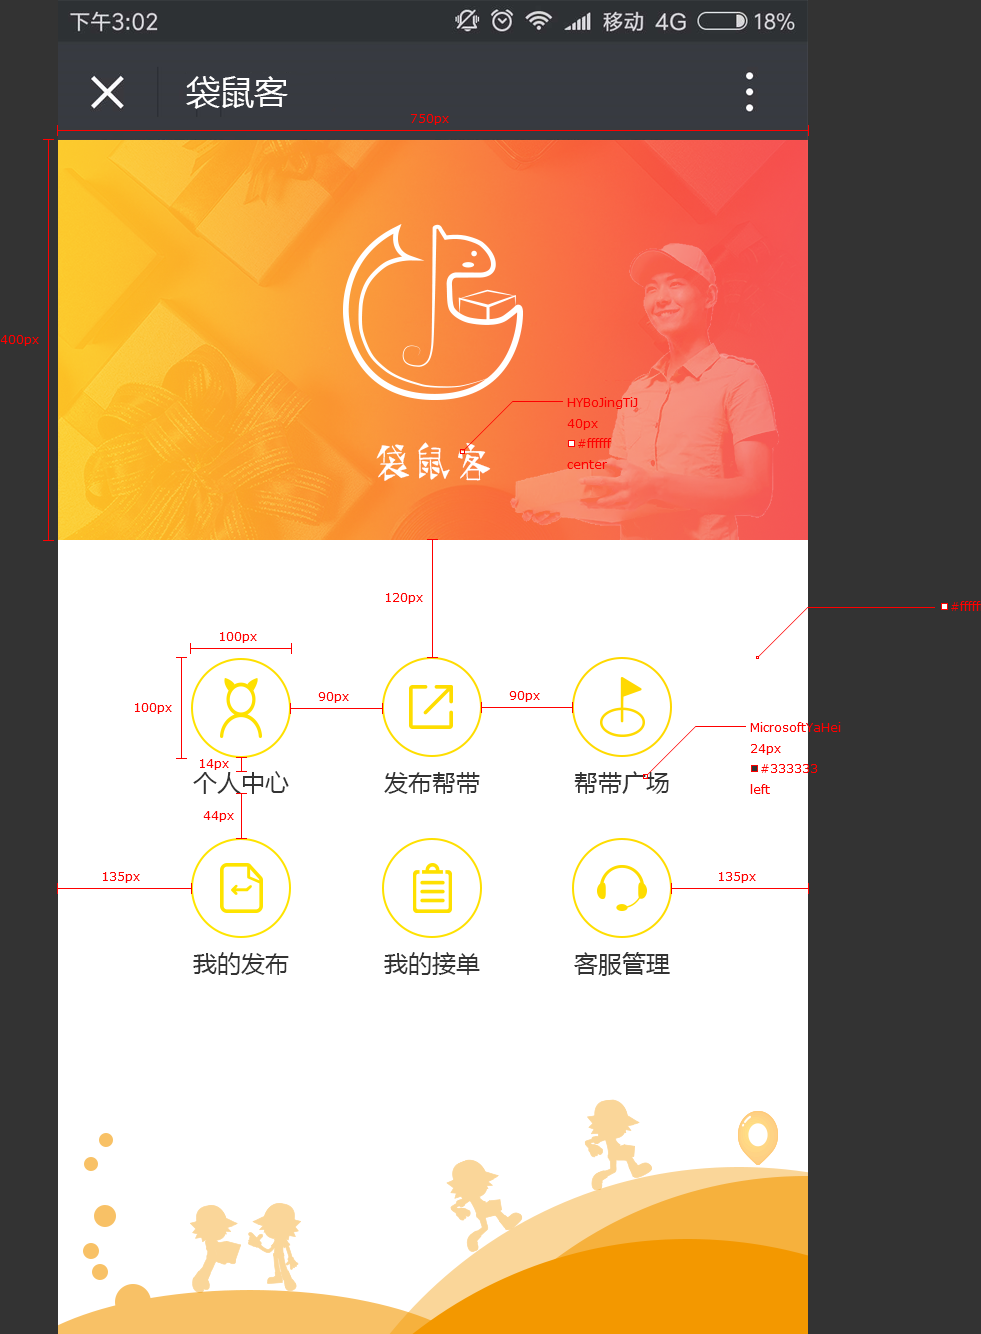 下午3:02
移动 4G 18%
袋鼠客
750px
400px
HYBoJingTiJ
40px
#ffffff
center
袋鼠客
120px
#fffff
100px
100px
90px
90px
MicrosoftYaHei
24px
#333333
left
14px
个人中心
发布帮带
帮带广场
44px
135px
135px
我的发布
我的接单
客服管理